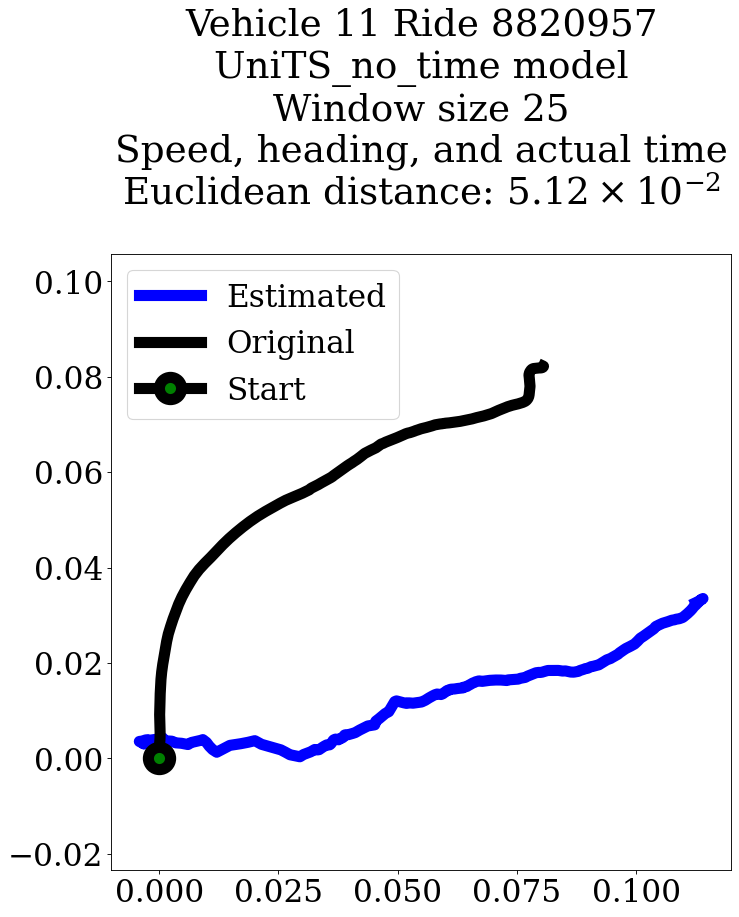 Vehicle 11 Ride 8820957
UniTS_no_time model
Window size 25
Speed, heading, and actual time
Euclidean distance: 5.12 × 10⁻²
Estimated
Original
Start
0.10
0.08
0.06
0.04
0.02
0.00
−0.02
0.000 0.025 0.050 0.075 0.100